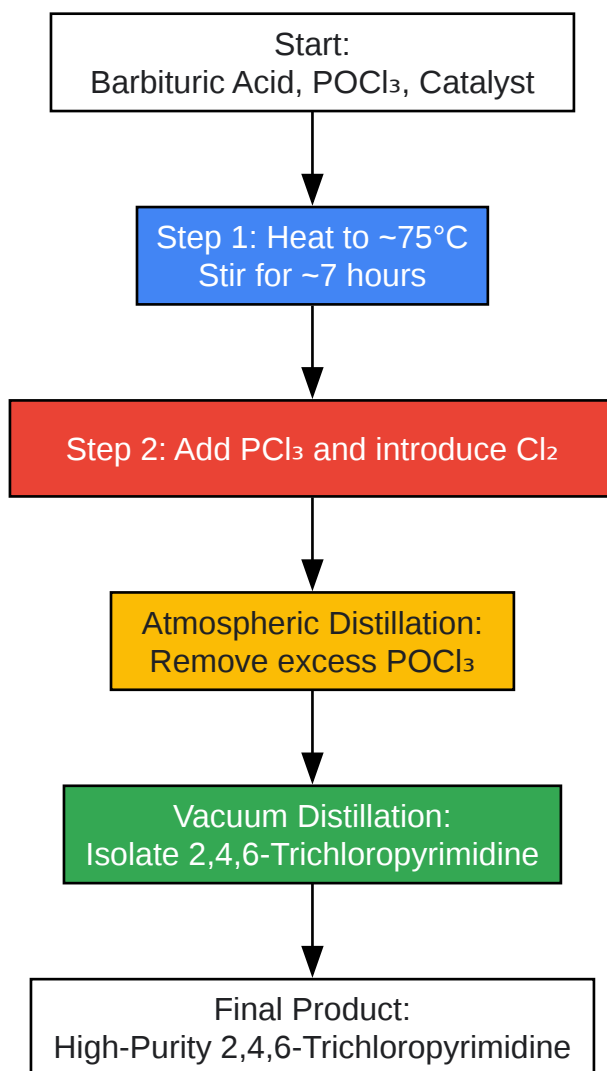 Start:
Barbituric Acid, POCl₃, Catalyst
Step 1: Heat to ~75°C
Stir for ~7 hours
Step 2: Add PCl₃ and introduce Cl₂
Atmospheric Distillation:
Remove excess POCl₃
Vacuum Distillation:
Isolate 2,4,6-Trichloropyrimidine
Final Product:
High-Purity 2,4,6-Trichloropyrimidine